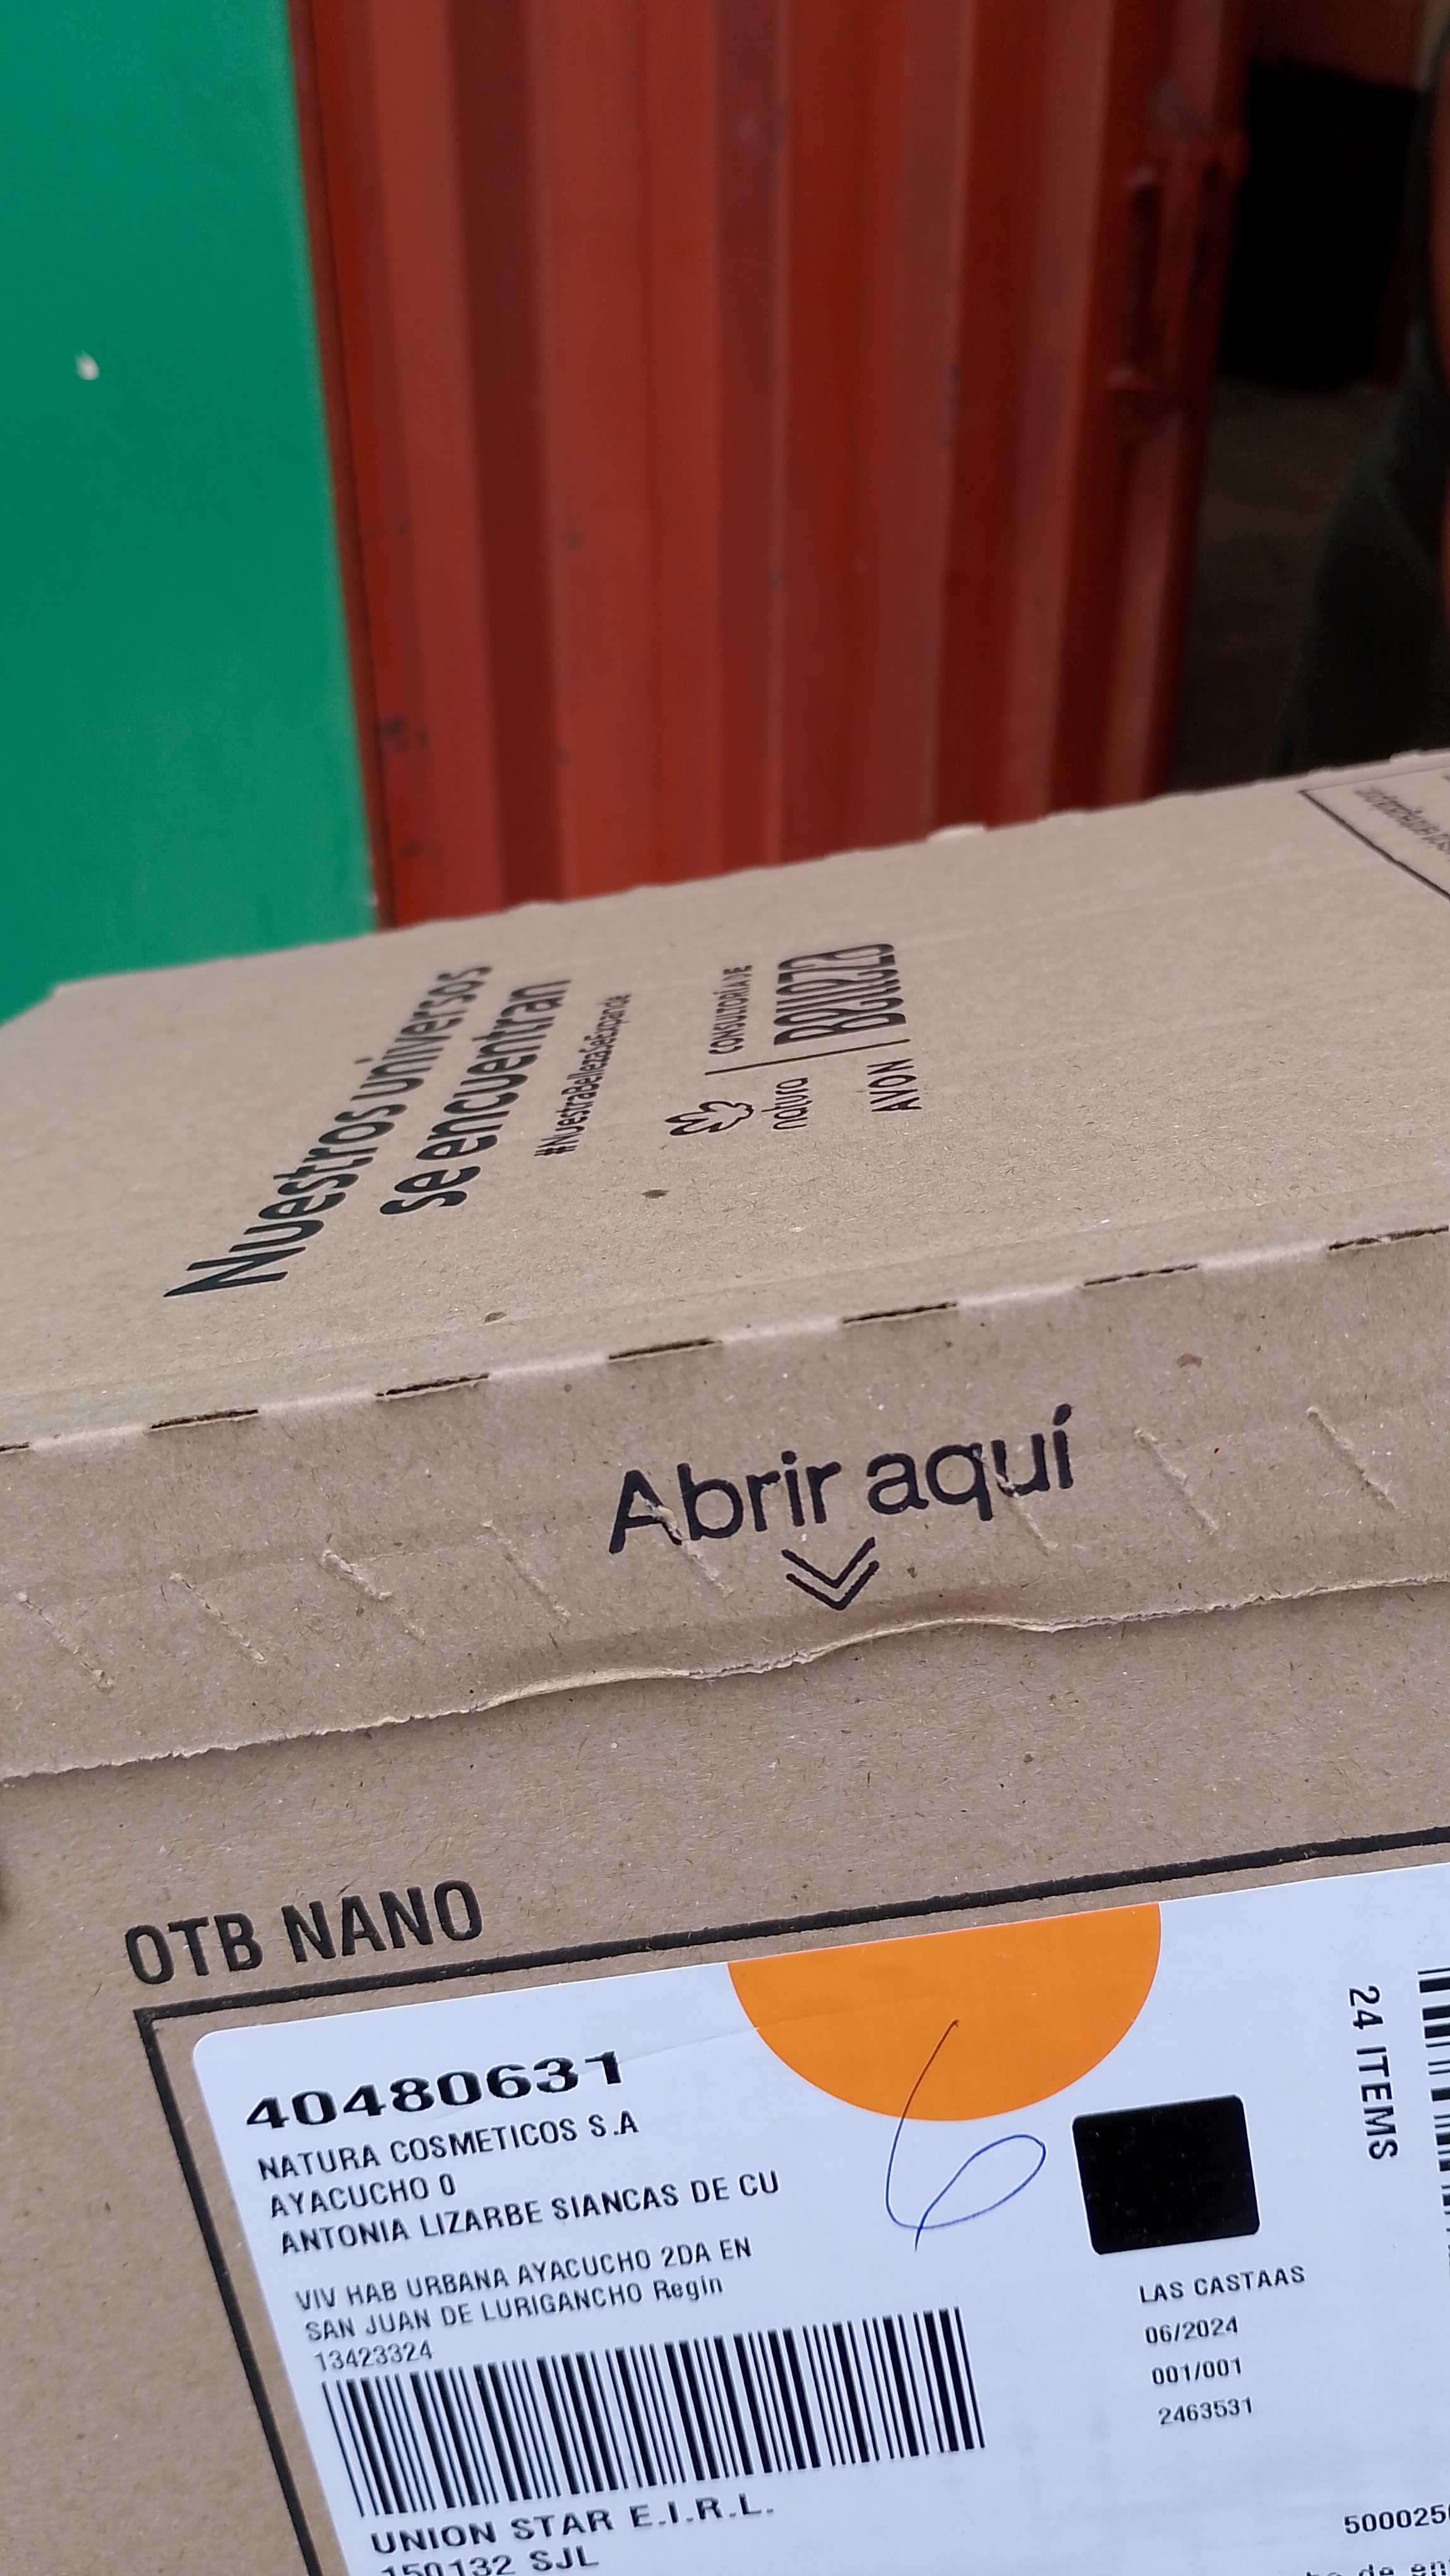 Nuestros universos
se encuentran
#NuestraBellezaSeExpande
natura
AVON
CONSULTORÍA DE
Belleza
Abrir aquí
OTB NANO
40480631
NATURA COSMETICOS S.A
AYACUCHO 0
ANTONIA LIZARBE SIANCAS DE CU
VIV HAB URBANA AYACUCHO 2DA EN
SAN JUAN DE LURIGANCHO Regin
13423324
UNION STAR E.I.R.L.
150132 SJL
24 ITEMS
LAS CASTAAS
06/2024
001/001
2463531